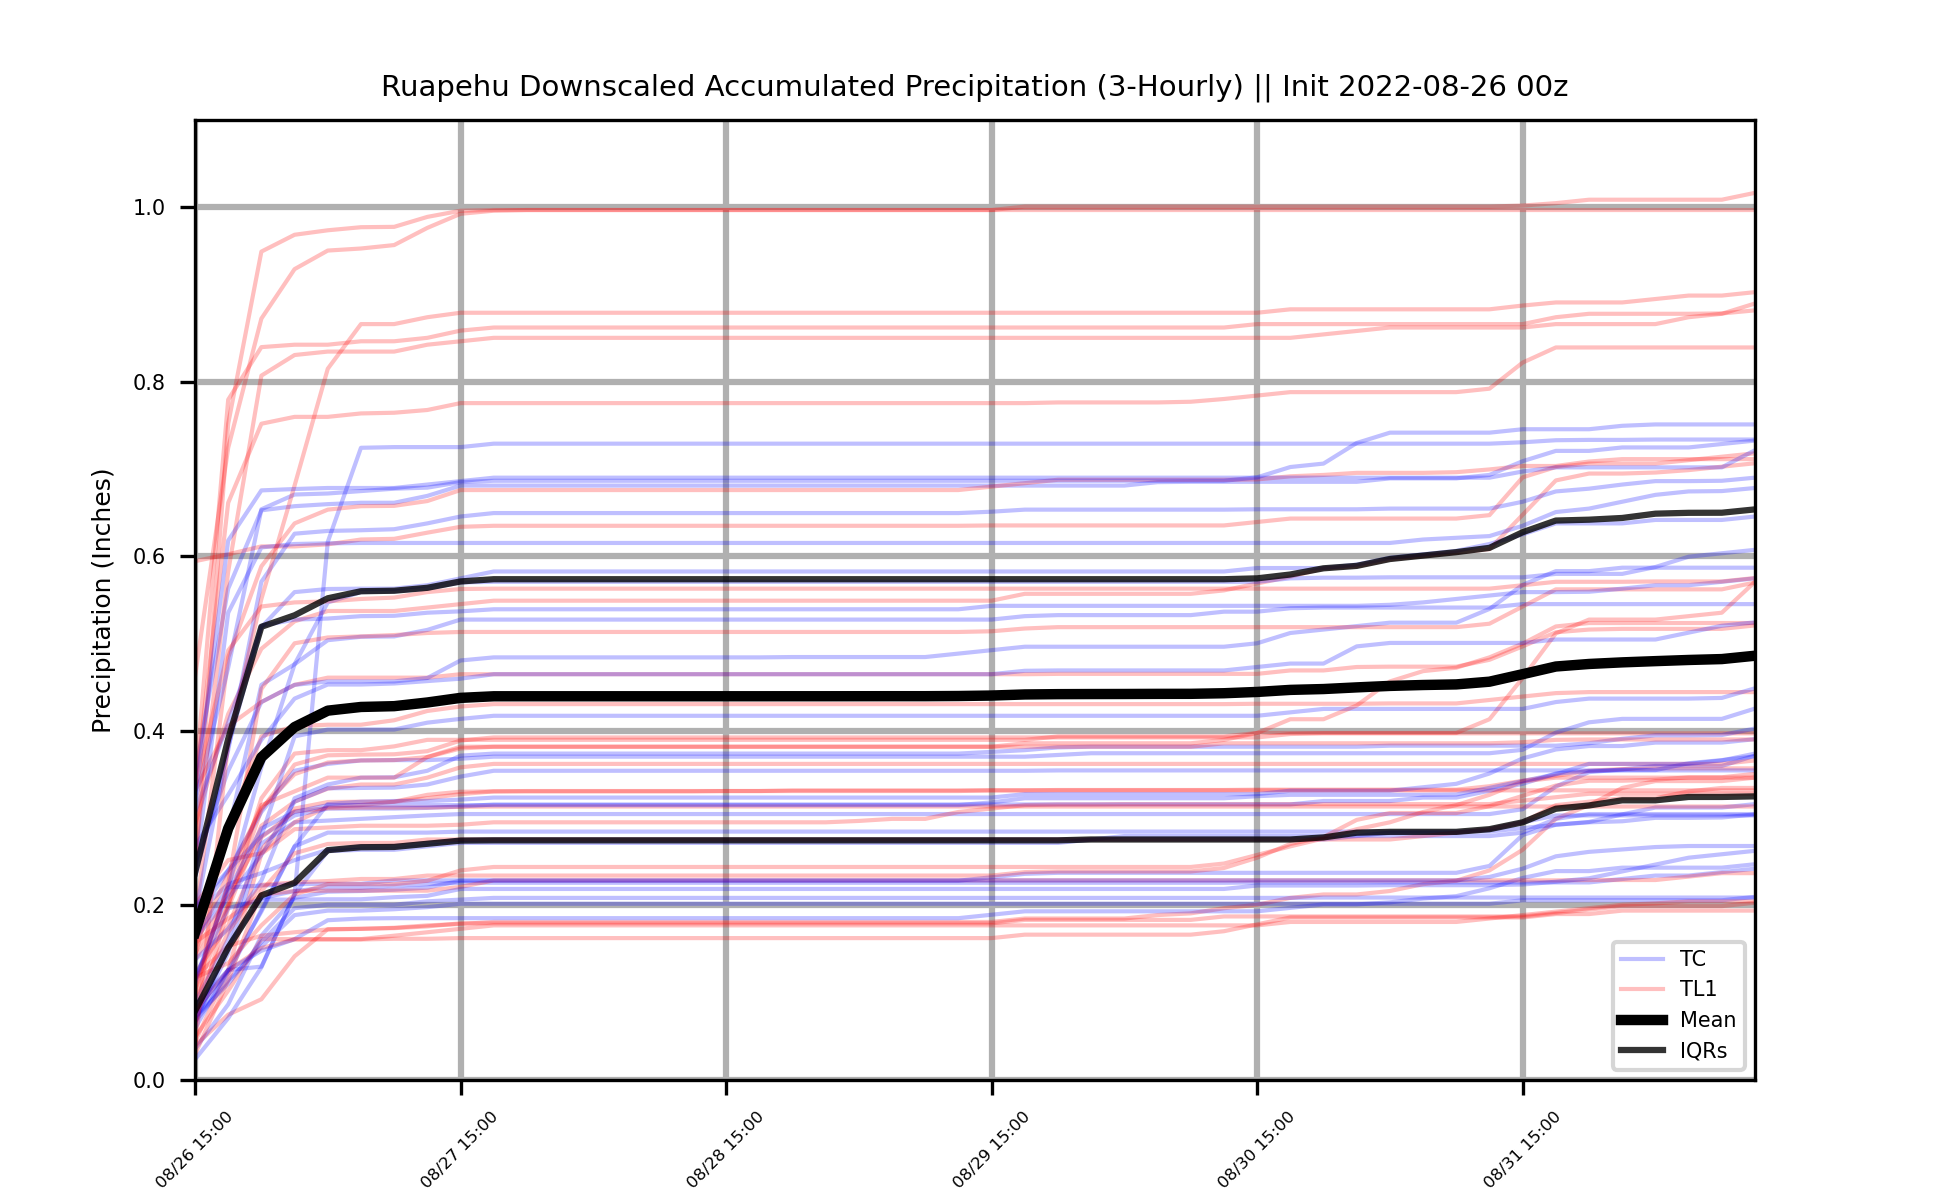 Ruapehu Downscaled Accumulated Precipitation (3-Hourly) || Init 2022-08-26 00z
Precipitation (Inches)
1.0
0.8
0.6
0.4
0.2
0.0
08/26 15:00
08/27 15:00
08/28 15:00
08/29 15:00
08/30 15:00
08/31 15:00
TC
TL1
Mean
IQRs